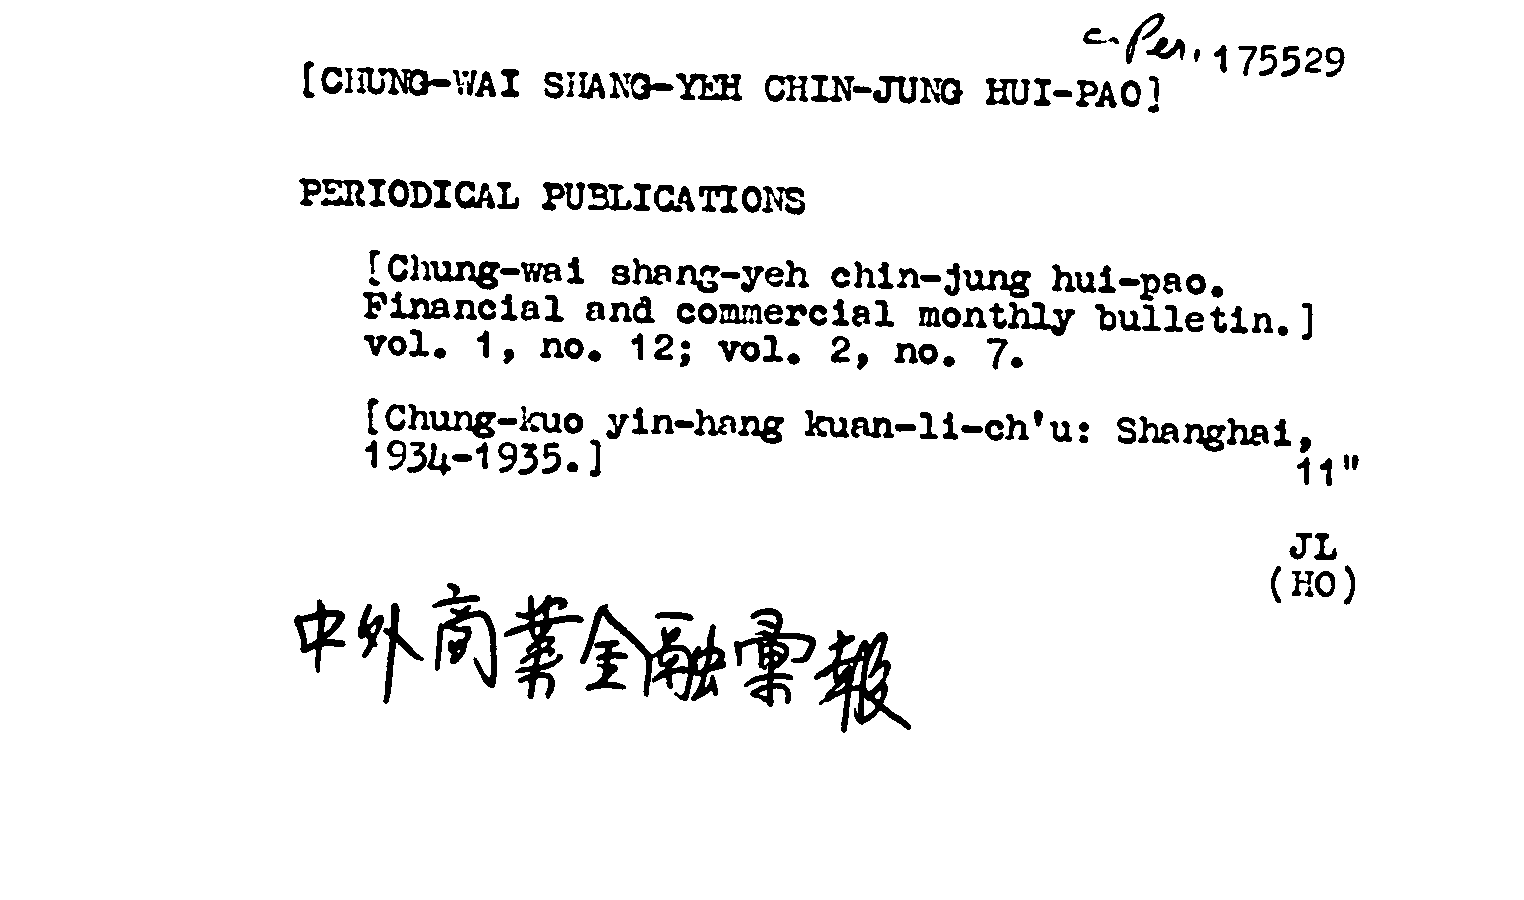 c. Per. 175529
[CHUNG-WAI SHANG-YEH CHIN-JUNG HUI-PAO]
PERIODICAL PUBLICATIONS
[Chung-wai shang-yeh chin-jung hui-pao.
Financial and commercial monthly bulletin.]
vol. 1, no. 12; vol. 2, no. 7.
[Chung-kuo yin-hang kuan-li-ch'u: Shanghai,
1934-1935.]
11"
JL
(HO)
中外商業金融彙報